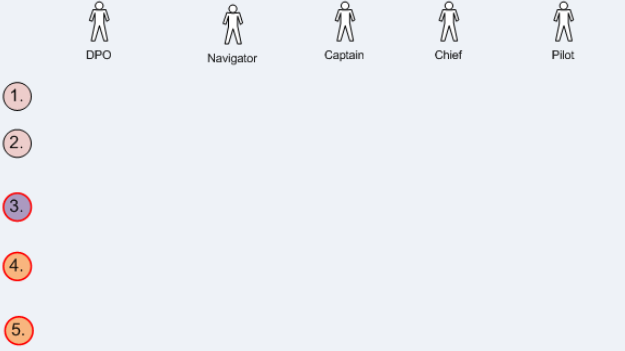 DPO
Navigator
Captain
Chief
Pilot
1.
2.
3.
4.
5.